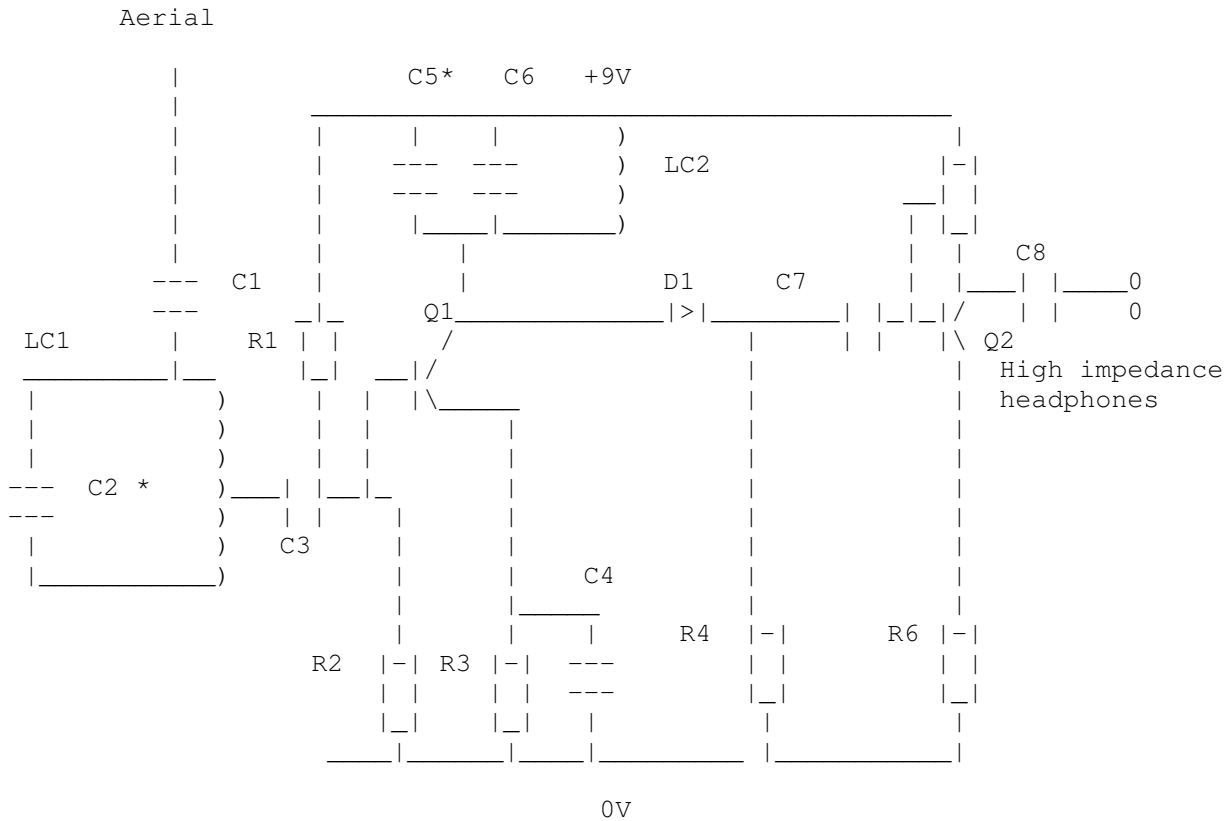 Aerial
C5* C6 +9V
LC2
C8
C1 D1 C7
0
Q1 0
LC1 R1 Q2
High impedance
headphones
C2 *
C3
C4
R4 R6
R2 R3
0V